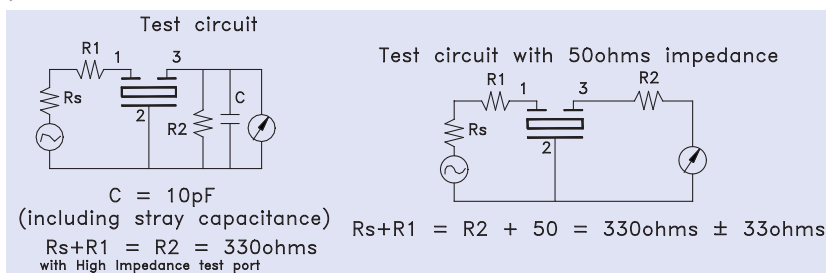 Test circuit
R1
1
3
Rs
2
R2
C
C = 10pF
(including stray capacitance)
Rs+R1 = R2 = 330ohms
with High Impedance test port
Test circuit with 50ohms impedance
R1
1
3
R2
Rs
2
Rs+R1 = R2 + 50 = 330ohms ± 33ohms